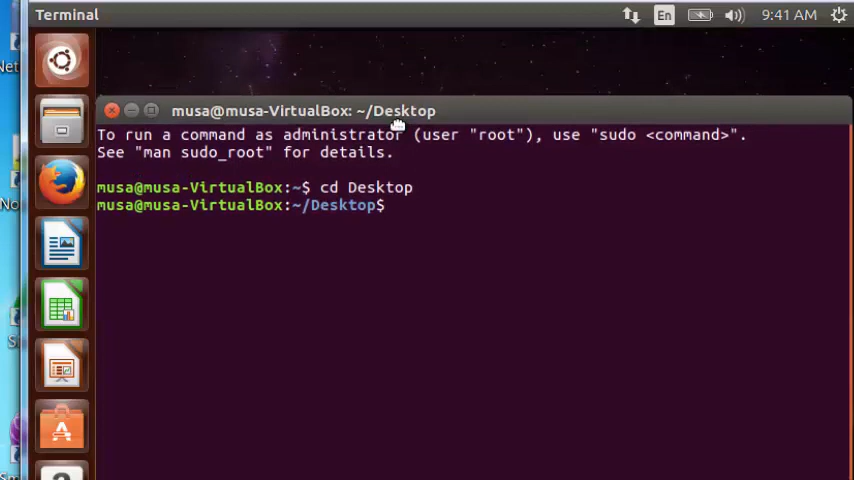 Terminal
En
9:41 AM
musa@musa-VirtualBox: ~/Desktop
To run a command as administrator (user "root"), use "sudo <command>".
See "man sudo_root" for details.
musa@musa-VirtualBox:~$ cd Desktop
musa@musa-VirtualBox:~/Desktop$